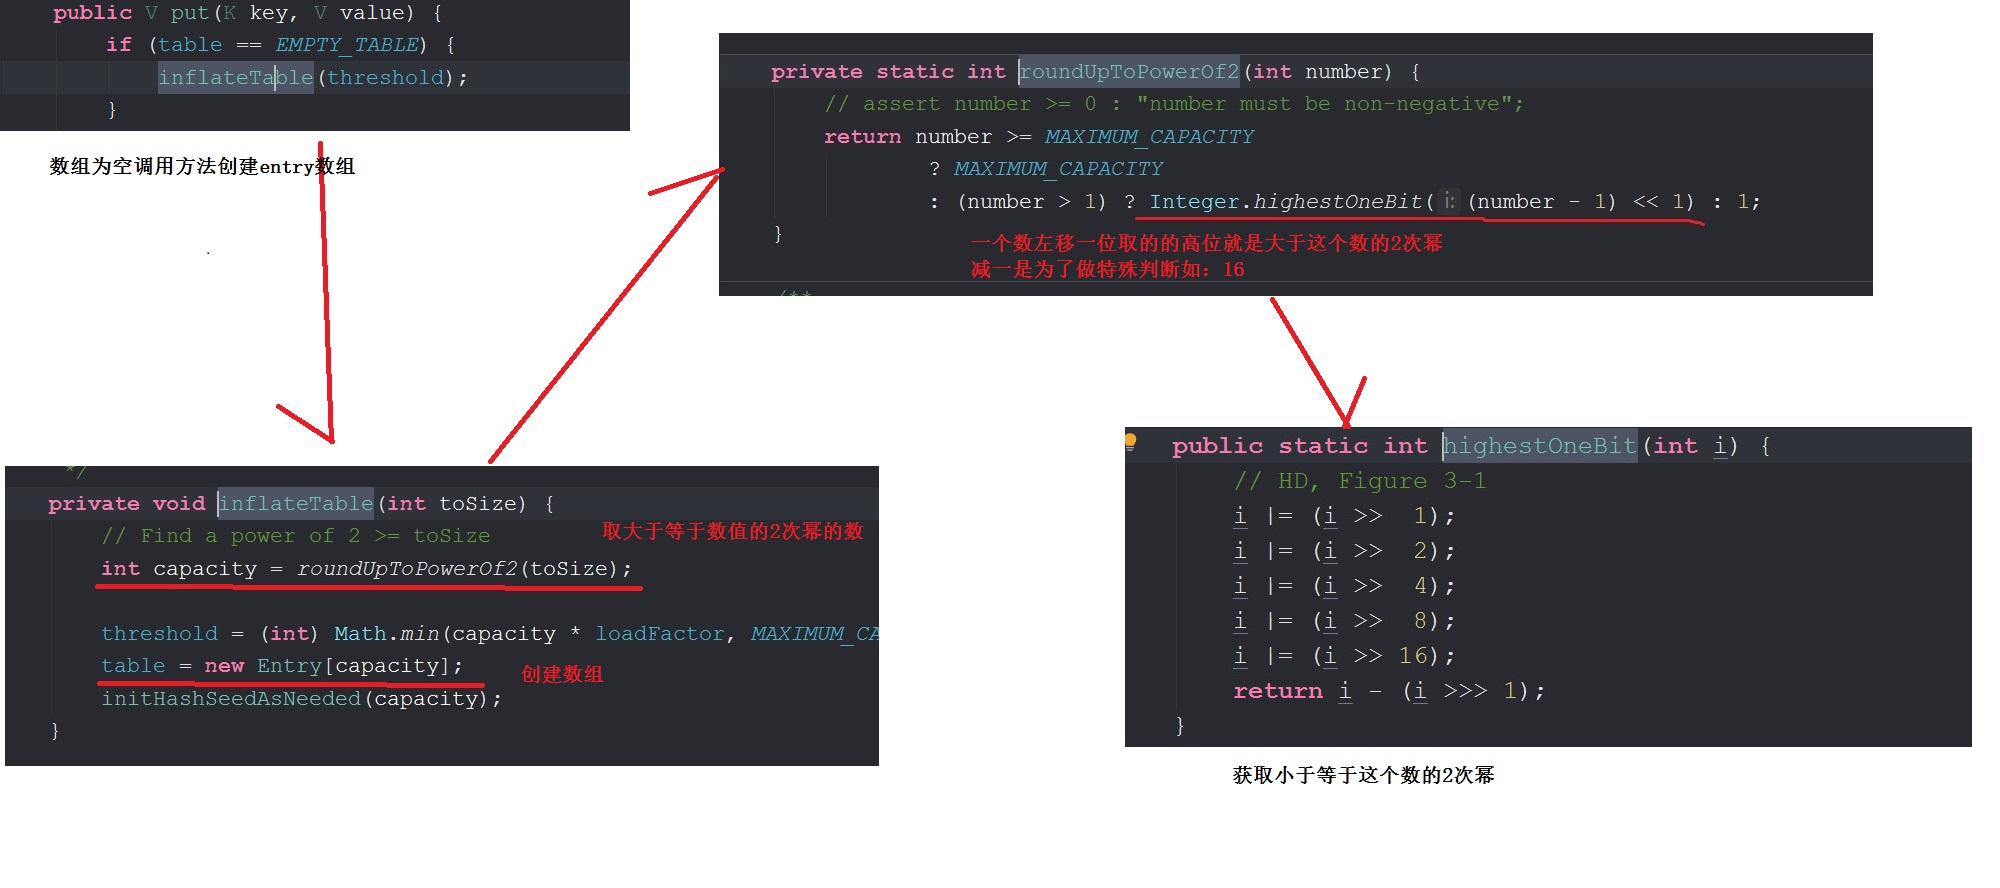 public V put(K key, V value) {
if (table == EMPTY_TABLE) {
inflateTable(threshold);
}
数组为空调用方法创建entry数组
private static int roundUpToPowerOf2(int number) {
// assert number >= 0 : "number must be non-negative";
return number >= MAXIMUM_CAPACITY
? MAXIMUM_CAPACITY
: (number > 1) ? Integer.highestOneBit( i: (number - 1) << 1) : 1;
}
一个数左移一位取的的高位就是大于这个数的2次幂
减一是为了做特殊判断如：16
/**
*/
private void inflateTable(int toSize) {
// Find a power of 2 >= toSize
取大于等于数值的2次幂的数
int capacity = roundUpToPowerOf2(toSize);
threshold = (int) Math.min(capacity * loadFactor, MAXIMUM_CA
table = new Entry[capacity];
创建数组
initHashSeedAsNeeded(capacity);
}
public static int highestOneBit(int i) {
// HD, Figure 3-1
i |= (i >>  1);
i |= (i >>  2);
i |= (i >>  4);
i |= (i >>  8);
i |= (i >> 16);
return i - (i >>> 1);
}
获取小于等于这个数的2次幂